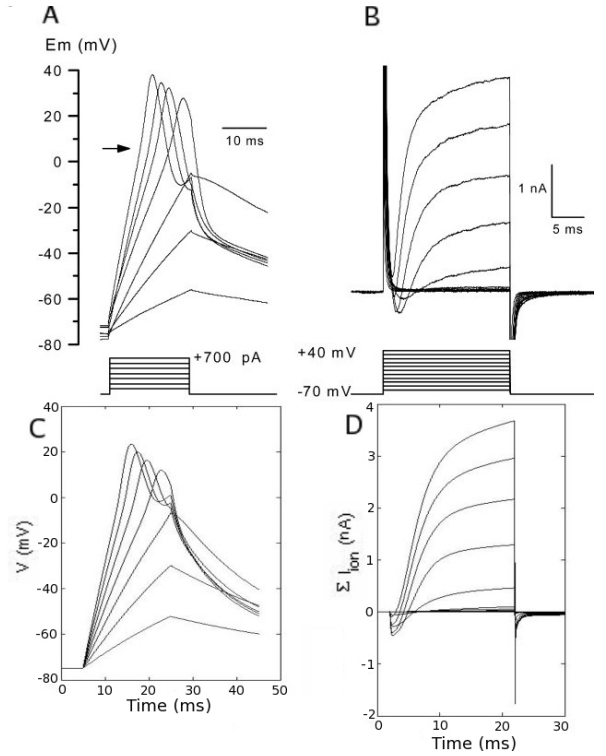 A
Em (mV)
40
20
0
-20
-40
-60
-80
10 ms
+700 pA
B
1 nA
5 ms
+40 mV
-70 mV
C
V (mV)
40
20
0
-20
-40
-60
-80
0 10 20 30 40 50
Time (ms)
D
Σ I ion (nA)
4
3
2
1
0
-1
-2
0 10 20 30
Time (ms)